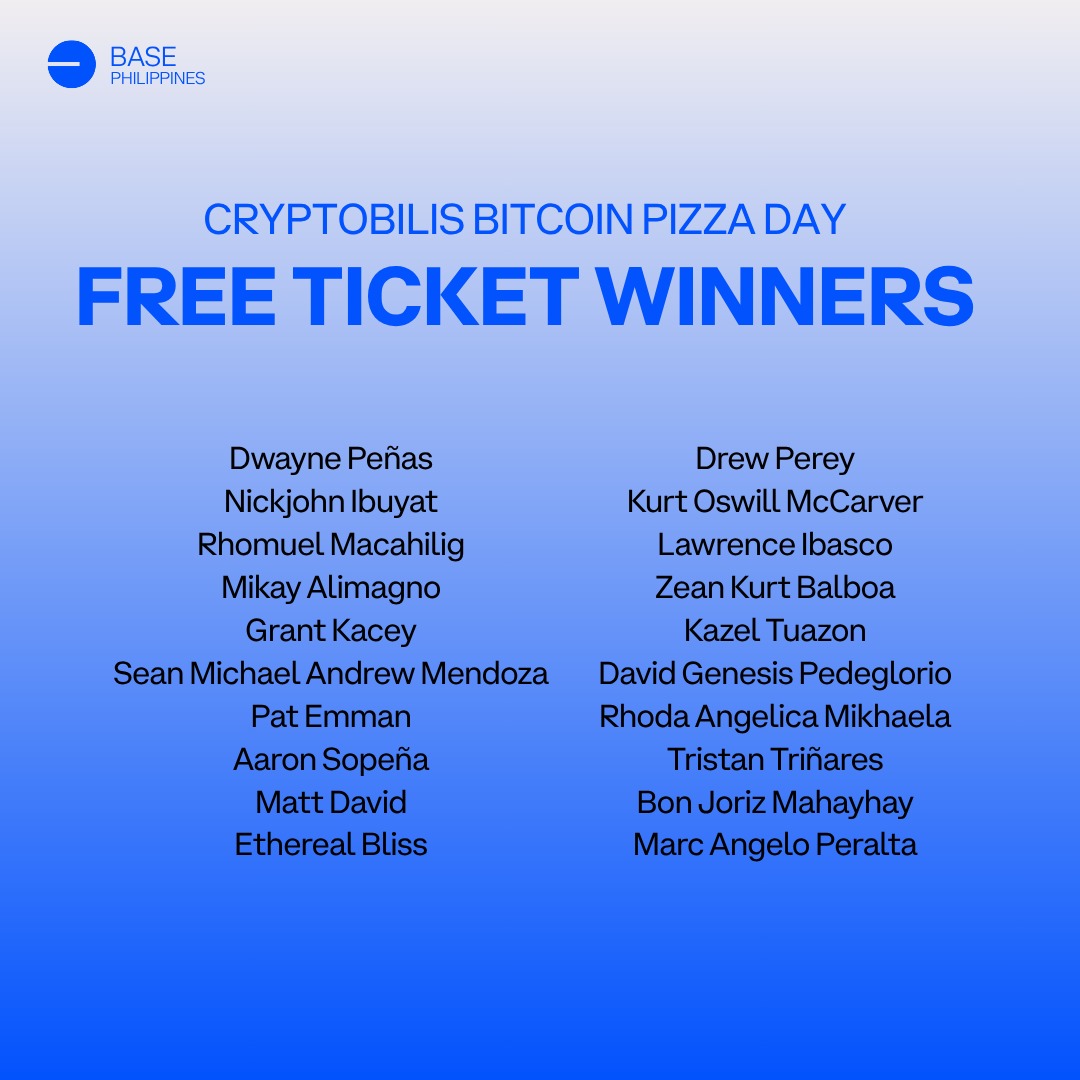 BASE
PHILIPPINES
CRYPTOBILIS BITCOIN PIZZA DAY
FREE TICKET WINNERS
Dwayne Peñas
Nickjohn Ibuyat
Rhomuel Macahilig
Mikay Alimagno
Grant Kacey
Sean Michael Andrew Mendoza
Pat Emman
Aaron Sopeña
Matt David
Ethereal Bliss
Drew Perey
Kurt Oswill McCarver
Lawrence Ibasco
Zean Kurt Balboa
Kazel Tuazon
David Genesis Pedeglorio
Rhoda Angelica Mikhaela
Tristan Triñares
Bon Joriz Mahayhay
Marc Angelo Peralta